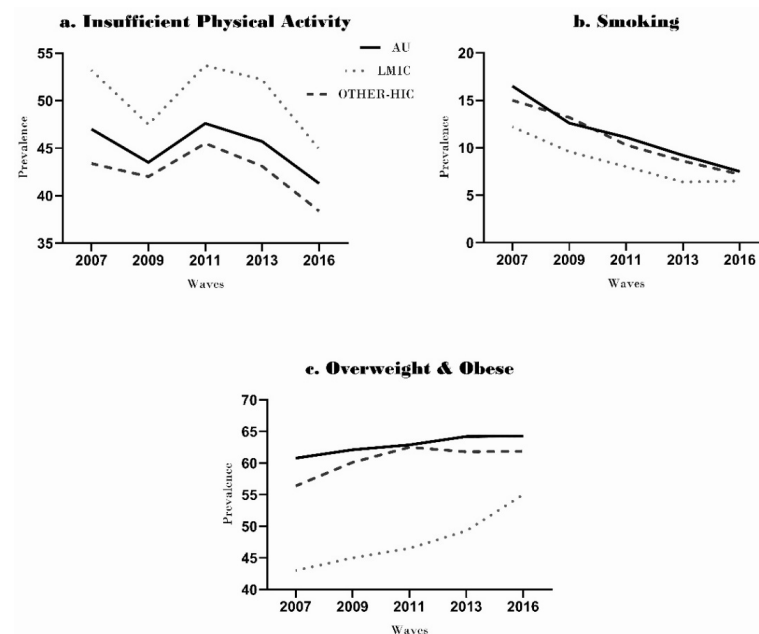 a. Insufficient Physical Activity
AU
LMIC
OTHER-HIC
55
50
45
40
35
Prevalence
2007 2009 2011 2013 2016
Waves
b. Smoking
20
15
10
5
0
Prevalence
2007 2009 2011 2013 2016
Waves
c. Overweight & Obese
70
65
60
55
50
45
40
Prevalence
2007 2009 2011 2013 2016
Waves